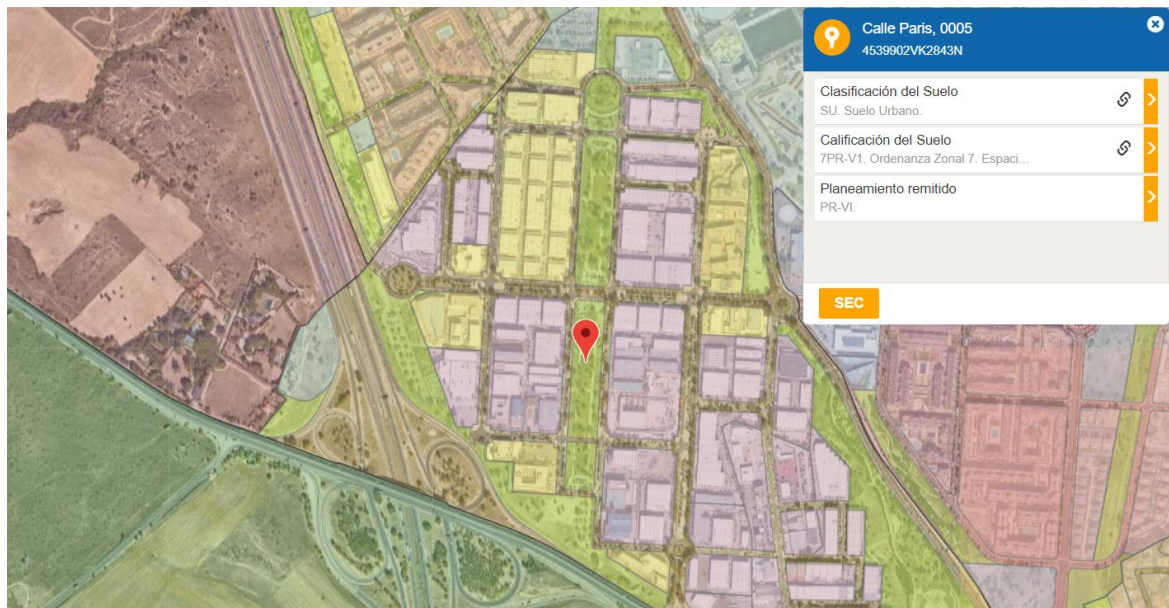 Calle Paris, 0005
4539902VK2843N
Clasificación del Suelo
SU. Suelo Urbano.
Calificación del Suelo
7PR-V1. Ordenanza Zonal 7. Espaci...
Planeamiento remitido
PR-VI.
SEC